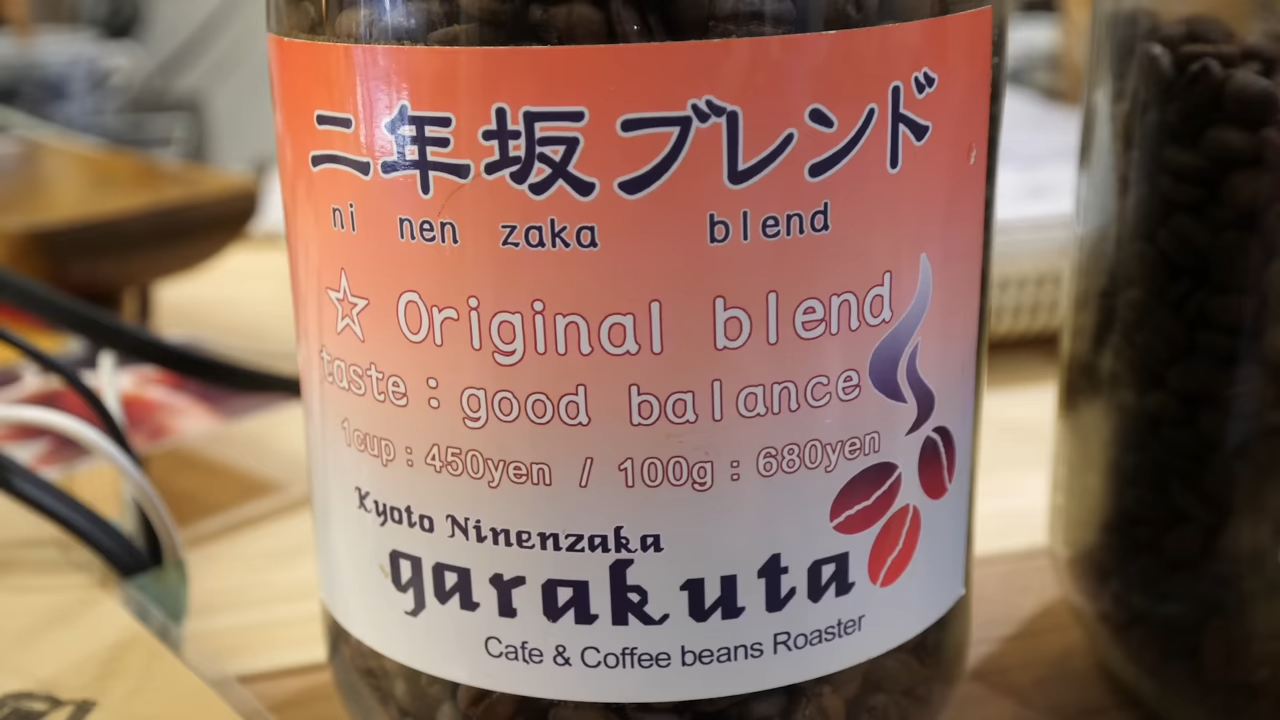 二年坂ブレンド
ni nen zaka blend
☆ Original blend
taste : good balance
1cup : 450yen / 100g : 680yen
Kyoto Ninenzaka
garakuta
Cafe & Coffee beans Roaster